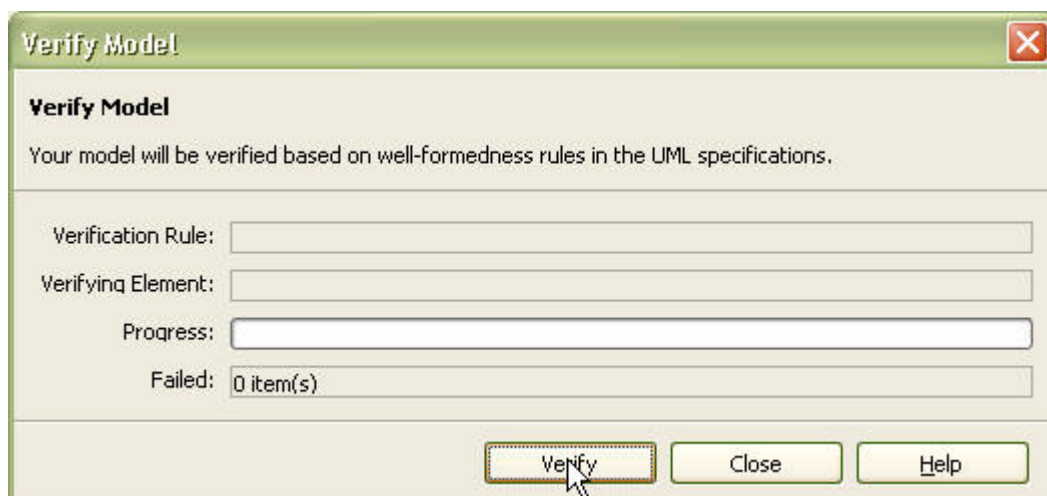 Verify Model
Verify Model
Your model will be verified based on well-formedness rules in the UML specifications.
Verification Rule:
Verifying Element:
Progress:
Failed: 0 item(s)
Verify Close Help